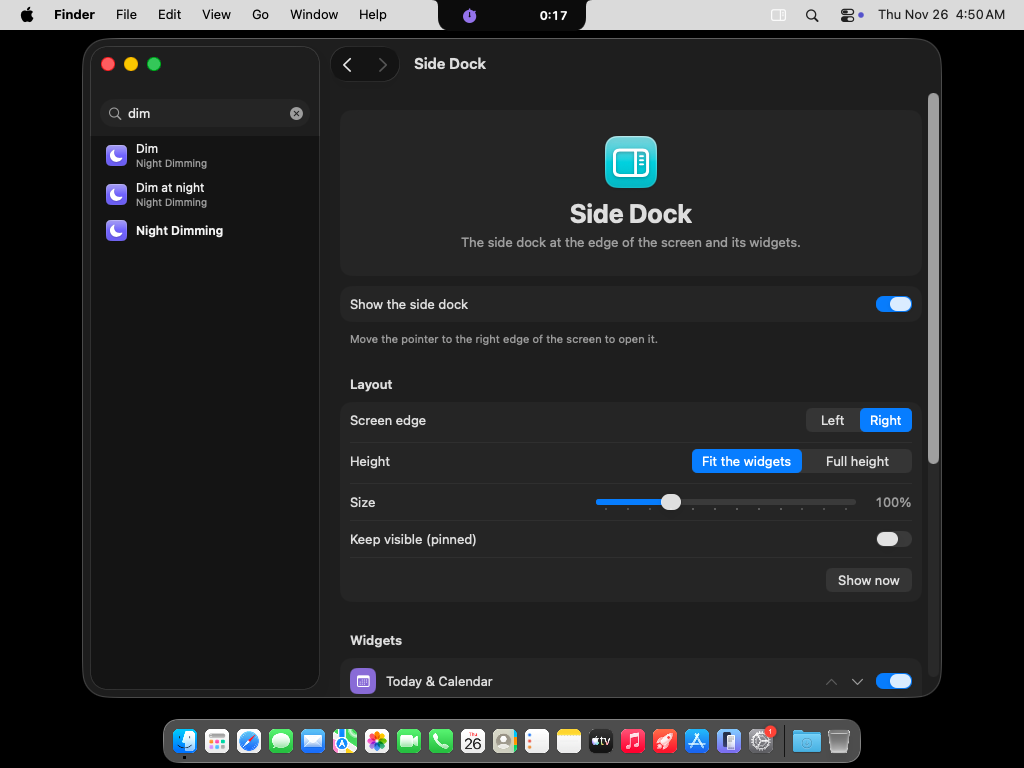 Finder File Edit View Go Window Help 0:17 Thu Nov 26 4:50 AM
Side Dock
dim
Dim
Night Dimming
Dim at night
Night Dimming
Night Dimming
Side Dock
The side dock at the edge of the screen and its widgets.
Show the side dock
Move the pointer to the right edge of the screen to open it.
Layout
Screen edge Left Right
Height Fit the widgets Full height
Size 100%
Keep visible (pinned)
Show now
Widgets
Today & Calendar
Thu
26
tv
1